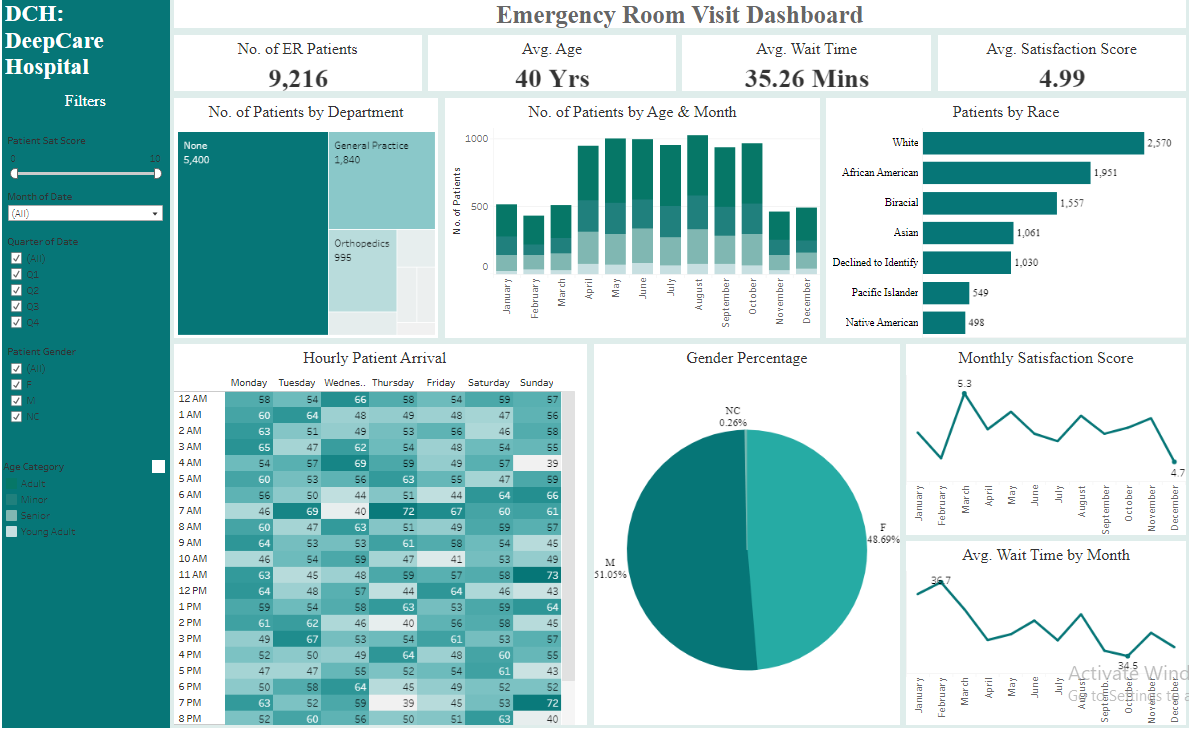 DCH:
DeepCare
Hospital
Filters
Patient Sat Score
0 10
Month of Date
(All)
Quarter of Date
(All)
Q1
Q2
Q3
Q4
Patient Gender
(All)
F
M
NC
Age Category
Adult
Minor
Senior
Young Adult
Emergency Room Visit Dashboard
No. of ER Patients
9,216
Avg. Age
40 Yrs
Avg. Wait Time
35.26 Mins
Avg. Satisfaction Score
4.99
No. of Patients by Department
None
5,400
General Practice
1,840
Orthopedics
995
No. of Patients by Age & Month
No. of Patients
1000
500
0
January
February
March
April
May
June
July
August
September
October
November
December
Patients by Race
White 2,570
African American 1,951
Biracial 1,557
Asian 1,061
Declined to Identify 1,030
Pacific Islander 549
Native American 498
Hourly Patient Arrival
Monday Tuesday Wednes.. Thursday Friday Saturday Sunday
12 AM 58 54 66 58 54 59 57
1 AM 60 64 48 49 48 47 56
2 AM 63 51 49 53 56 46 58
3 AM 65 47 62 54 48 54 55
4 AM 54 57 69 59 49 57 39
5 AM 60 53 56 63 55 47 59
6 AM 56 50 44 51 44 64 66
7 AM 46 69 40 72 67 60 61
8 AM 60 47 63 51 49 59 57
9 AM 64 53 53 61 58 54 45
10 AM 46 54 59 47 41 53 49
11 AM 63 45 48 59 57 58 73
12 PM 64 48 57 44 64 46 43
1 PM 59 54 58 63 53 59 64
2 PM 61 62 46 40 56 58 45
3 PM 49 67 53 54 61 53 57
4 PM 52 50 49 64 48 60 55
5 PM 47 47 55 52 54 61 43
6 PM 50 58 64 45 49 52 52
7 PM 63 52 59 39 45 53 72
8 PM 52 60 56 50 51 63 40
Gender Percentage
NC
0.26%
F
48.69%
M
51.05%
Monthly Satisfaction Score
5.3
4.7
January
February
March
April
May
June
July
August
September
October
November
December
Avg. Wait Time by Month
36.7
34.5
January
February
March
April
May
June
July
August
Septemb..
October
November
December
Activate Wind
Go to Settings to a